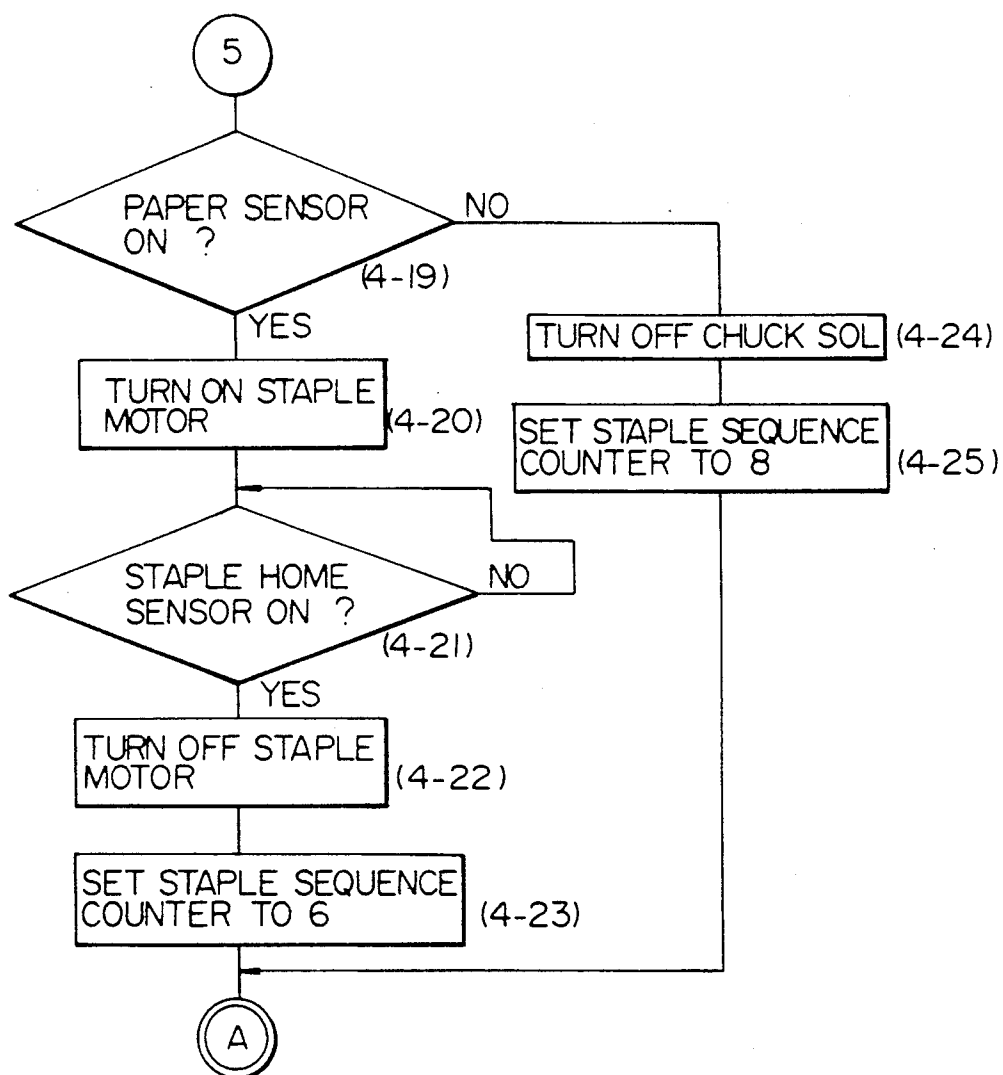 5
PAPER SENSOR
ON ?
NO
(4-19)
YES
TURN OFF CHUCK SOL
(4-24)
TURN ON STAPLE
MOTOR
(4-20)
SET STAPLE SEQUENCE
COUNTER TO 8
(4-25)
STAPLE HOME
SENSOR ON ?
NO
(4-21)
YES
TURN OFF STAPLE
MOTOR
(4-22)
SET STAPLE SEQUENCE
COUNTER TO 6
(4-23)
A